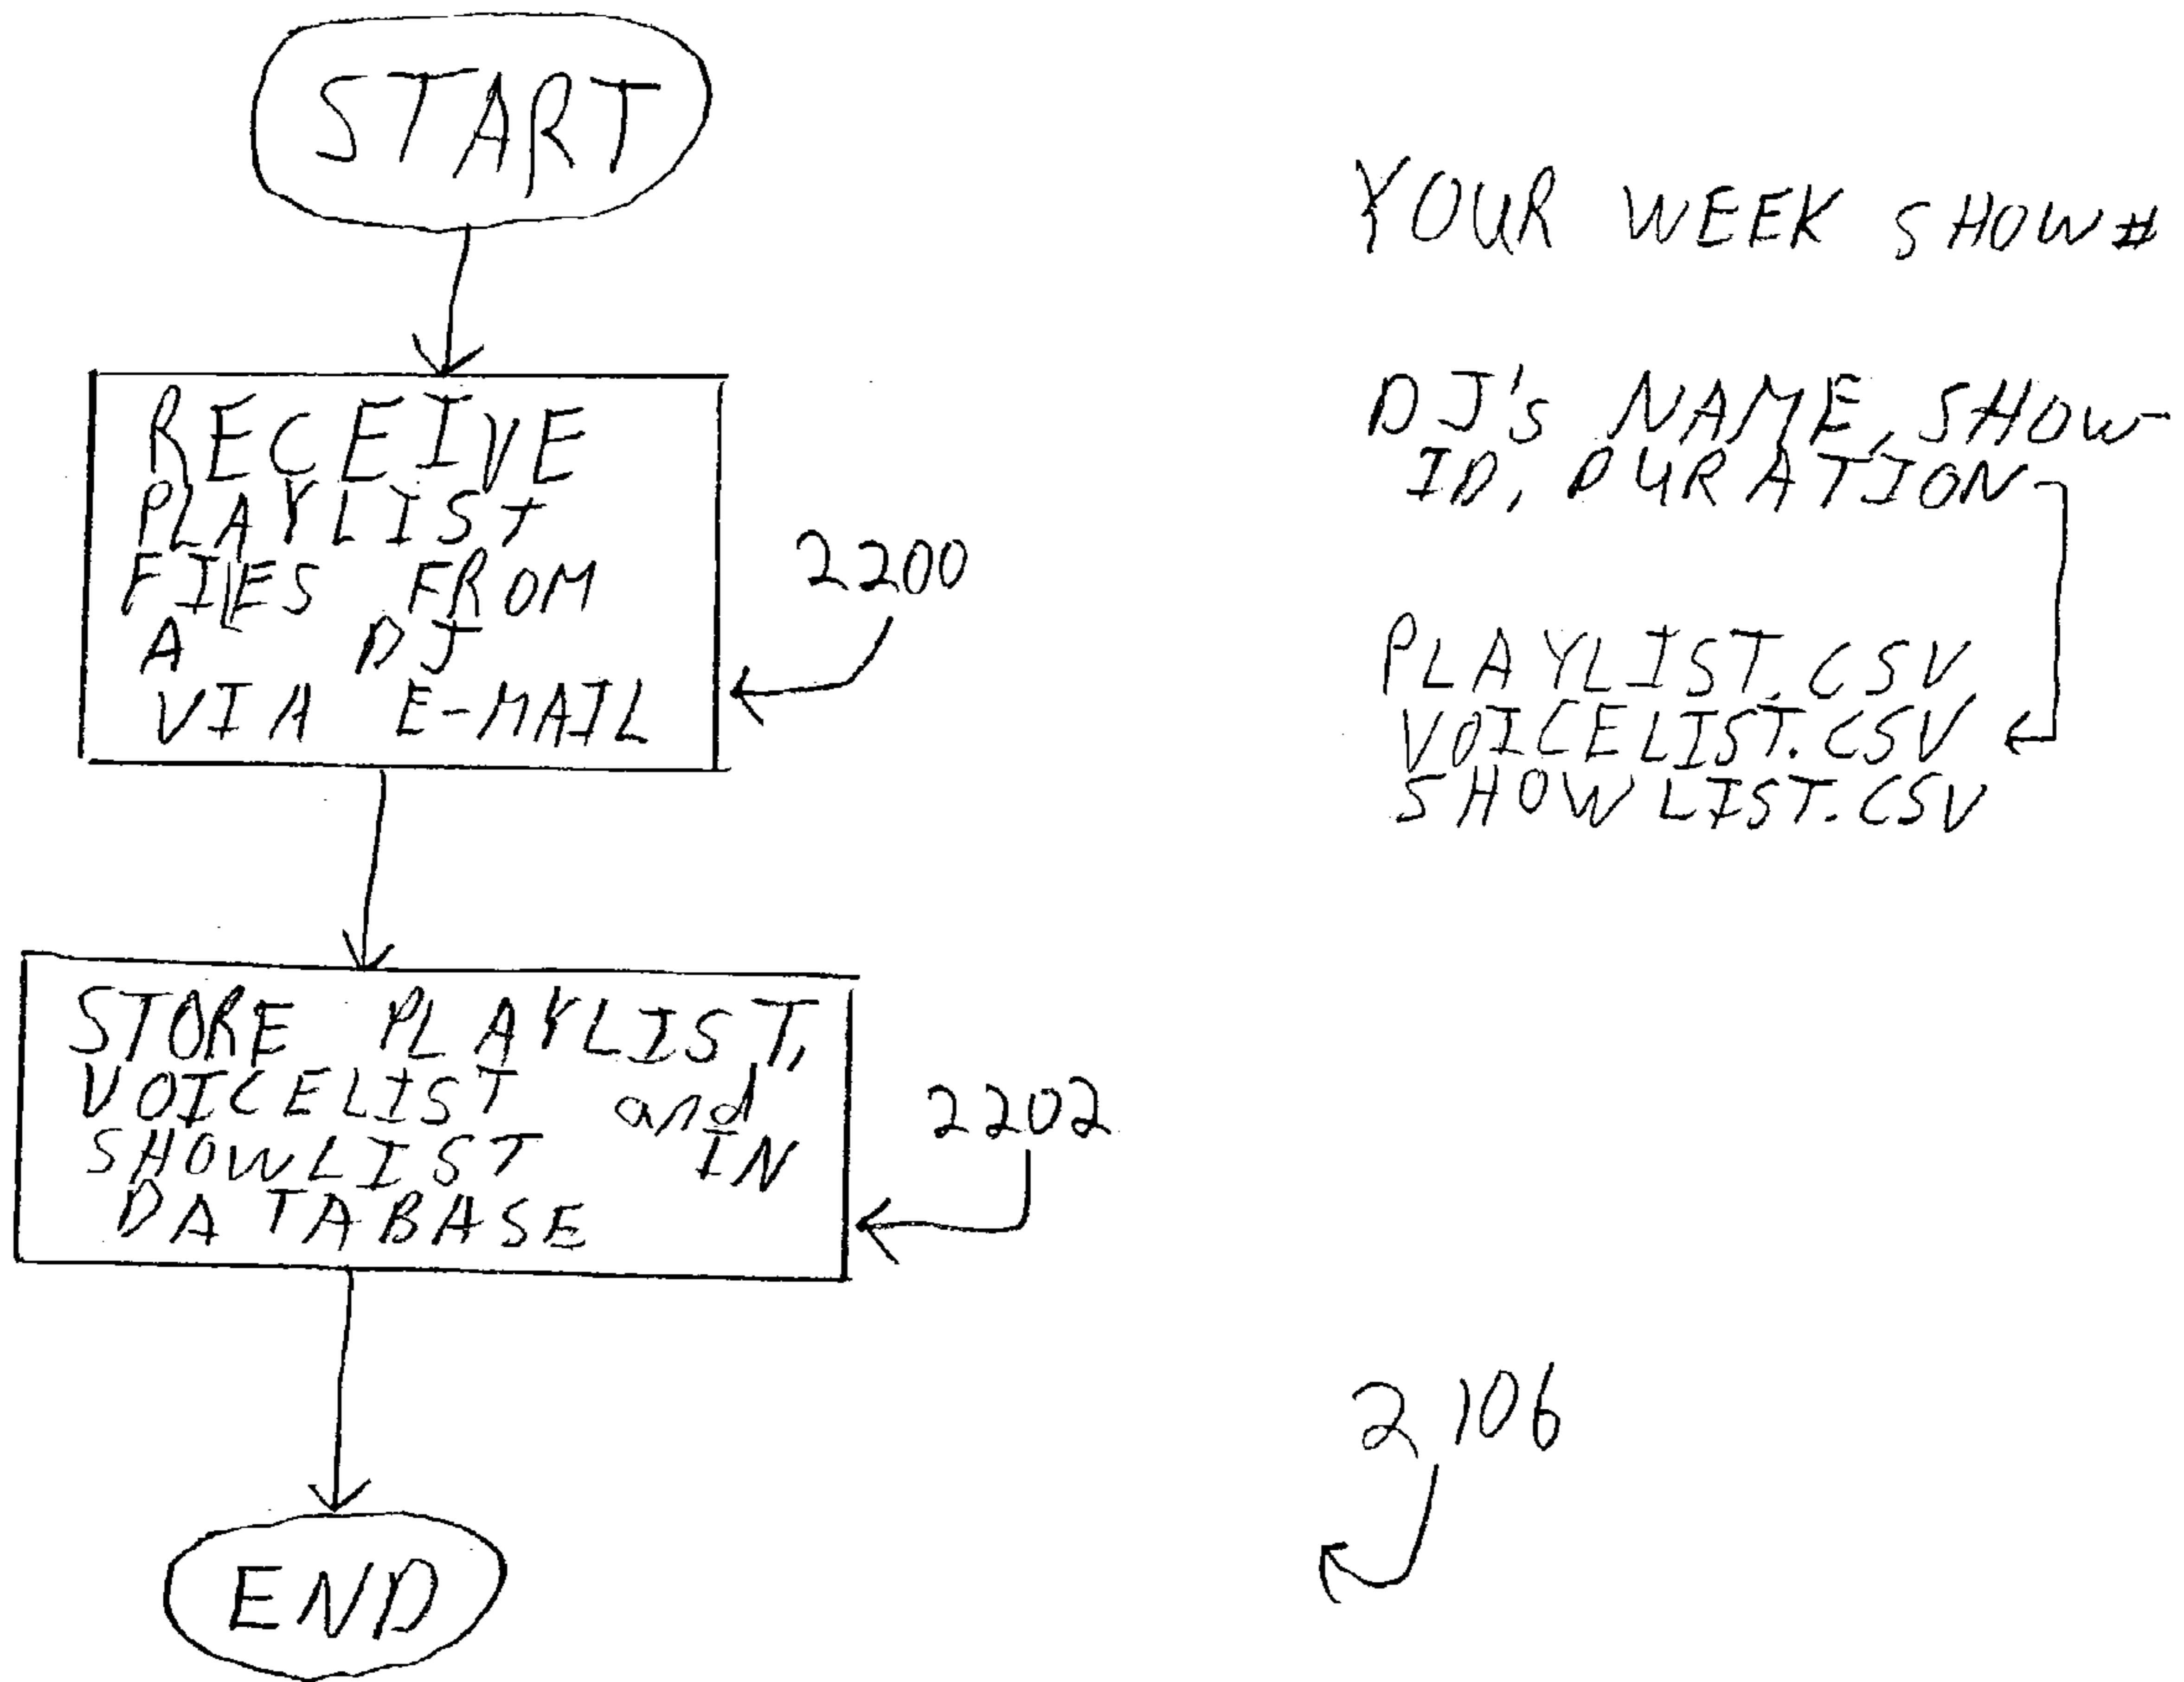 START
RECEIVE
PLAYLIST
FILES FROM
A DJ
VIA E-MAIL
2200
STORE PLAYLIST,
VOICELIST and
SHOWLIST IN
DATABASE
2202
END
YOUR WEEK SHOW#
DJ's NAME, SHOW
ID, DURATION
PLAYLIST.CSV
VOICELIST.CSV
SHOWLIST.CSV
2106